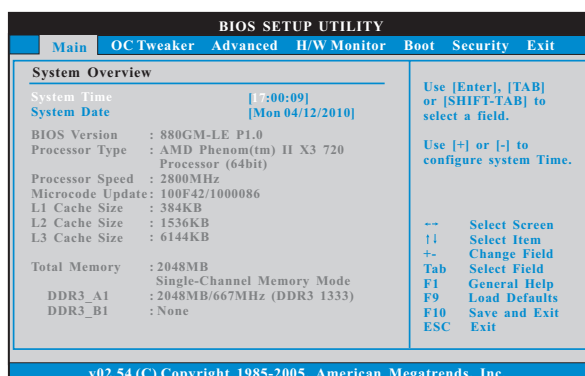 BIOS SETUP UTILITY
Main OC Tweaker Advanced H/W Monitor Boot Security Exit
System Overview
System Time [17:00:09]
System Date [Mon 04/12/2010]
BIOS Version : 880GM-LE P1.0
Processor Type : AMD Phenom(tm) II X3 720
Processor (64bit)
Processor Speed : 2800MHz
Microcode Update : 100F42/1000086
L1 Cache Size : 384KB
L2 Cache Size : 1536KB
L3 Cache Size : 6144KB
Total Memory : 2048MB
Single-Channel Memory Mode
DDR3_A1 : 2048MB/667MHz (DDR3 1333)
DDR3_B1 : None
Use [Enter], [TAB]
or [SHIFT-TAB] to
select a field.
Use [+] or [-] to
configure system Time.
←→ Select Screen
↑↓ Select Item
+- Change Field
Tab Select Field
F1 General Help
F9 Load Defaults
F10 Save and Exit
ESC Exit
v02.54 (C) Copyright 1985-2005, American Megatrends, Inc.